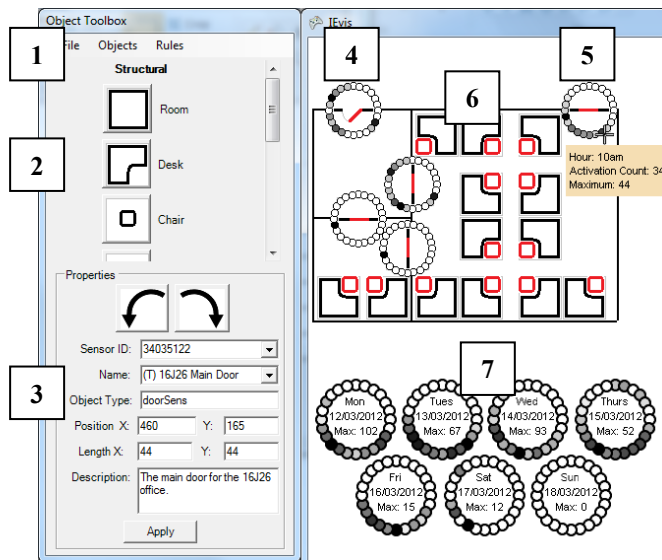 Object Toolbox
1
File Objects Rules
Structural
Room
2
Desk
Chair
Properties
Sensor ID: 34035122
3
Name: (T) 16J26 Main Door
Object Type: doorSens
Position X: 460 Y: 165
Length X: 44 Y: 44
Description: The main door for the 16J26
office.
Apply
IEvis
4
5
6
Hour: 10am
Activation Count: 34
Maximum: 44
7
Mon
12/03/2012
Max: 102
Tues
13/03/2012
Max: 67
Wed
14/03/2012
Max: 93
Thurs
15/03/2012
Max: 52
Fri
16/03/2012
Max: 15
Sat
17/03/2012
Max: 12
Sun
18/03/2012
Max: 0